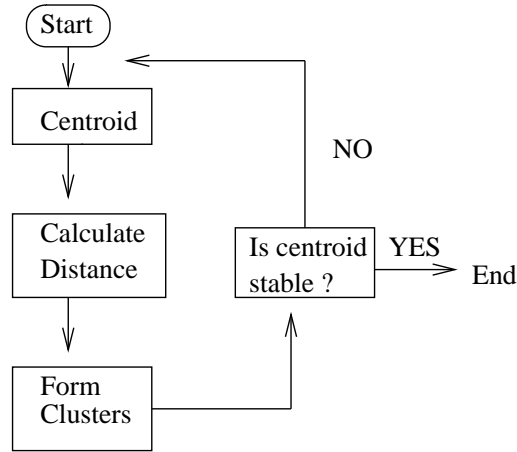 Start
Centroid
NO
Calculate
Distance
Is centroid
stable ?
YES
End
Form
Clusters